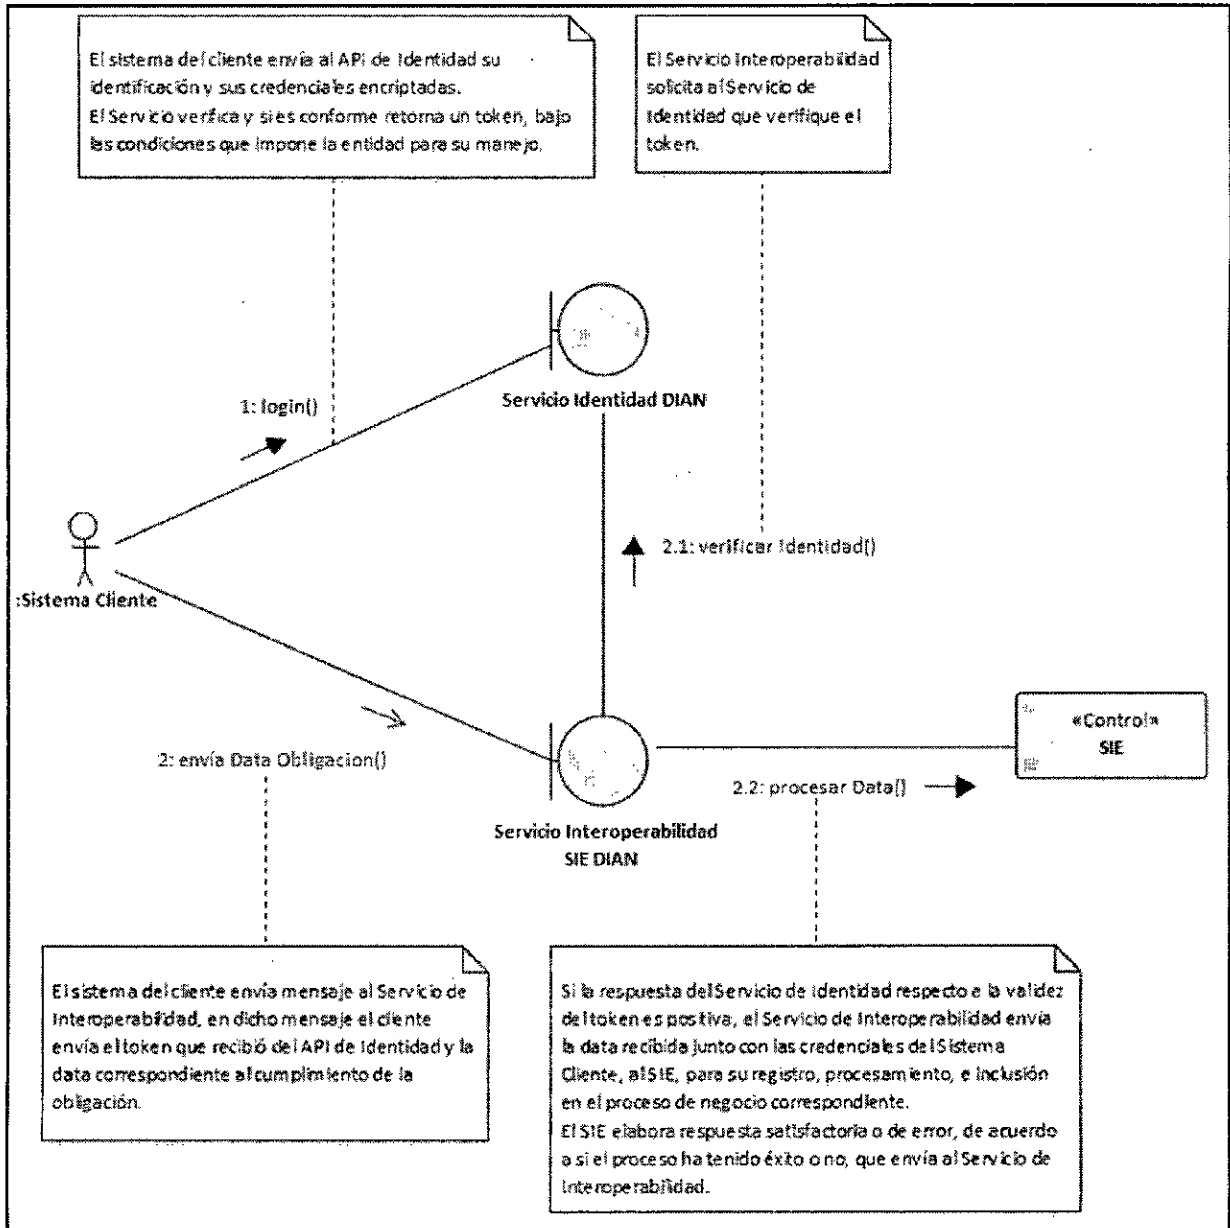 El sistema del cliente envía al API de Identidad su
identificación y sus credenciales encriptadas.
El Servicio verifica y si es conforme retorna un token, bajo
las condiciones que impone la entidad para su manejo.
El Servicio Interoperabilidad
solicita al Servicio de
Identidad que verifique el
token.
1: login()
Servicio Identidad DIAN
2.1: verificar Identidad()
:Sistema Cliente
2: envía Data Obligacion()
«Control»
SIE
2.2: procesar Data()
Servicio Interoperabilidad
SIE DIAN
El sistema del cliente envía mensaje al Servicio de
Interoperabilidad, en dicho mensaje el cliente
envía el token que recibió del API de Identidad y la
data correspondiente al cumplimiento de la
obligación.
Si la respuesta del Servicio de Identidad respecto a la validez
del token es positiva, el Servicio de Interoperabilidad envía
la data recibida junto con las credenciales del Sistema
Cliente, al SIE, para su registro, procesamiento, e inclusión
en el proceso de negocio correspondiente.
El SIE elabora respuesta satisfactoria o de error, de acuerdo
a si el proceso ha tenido éxito o no, que envía al Servicio de
Interoperabilidad.